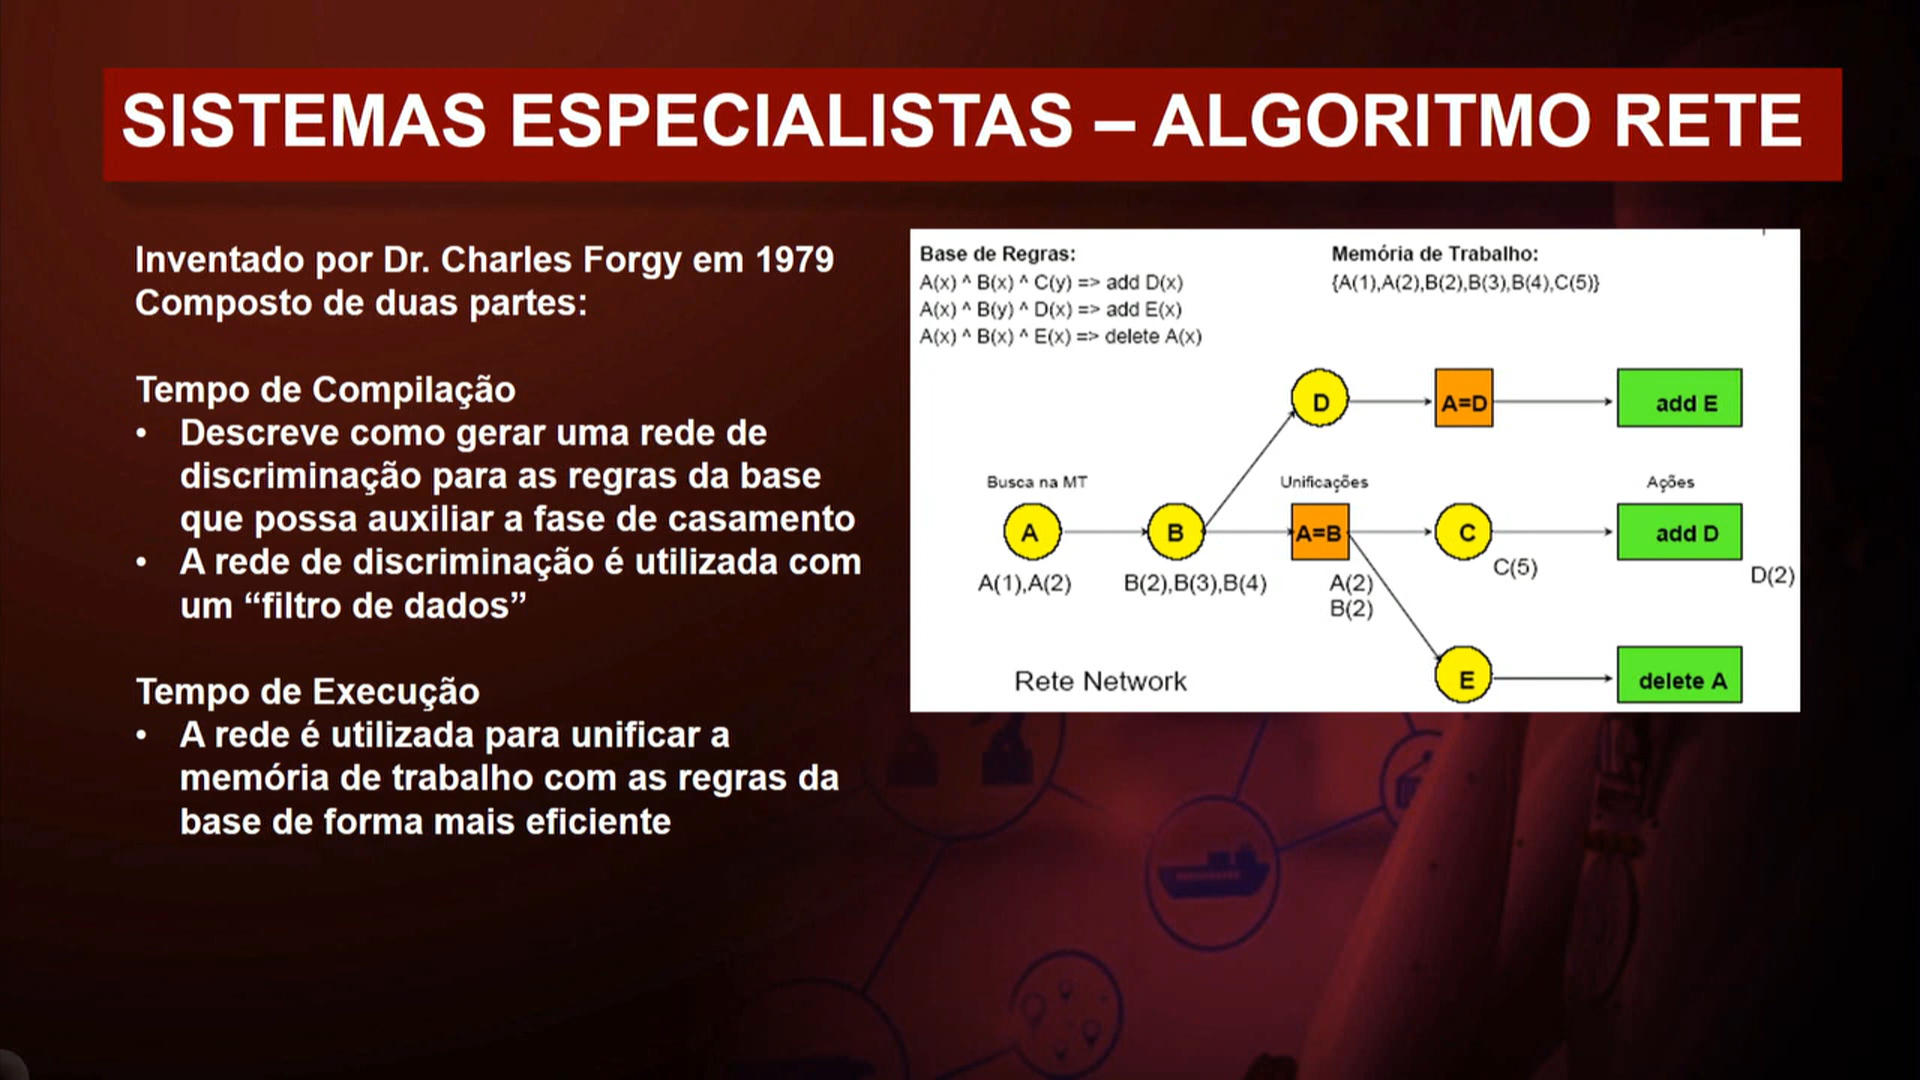 SISTEMAS ESPECIALISTAS – ALGORITMO RETE
Inventado por Dr. Charles Forgy em 1979
Composto de duas partes:
Tempo de Compilação
• Descreve como gerar uma rede de
discriminação para as regras da base
que possa auxiliar a fase de casamento
• A rede de discriminação é utilizada com
um “filtro de dados”
Tempo de Execução
• A rede é utilizada para unificar a
memória de trabalho com as regras da
base de forma mais eficiente
Base de Regras:
A(x) ^ B(x) ^ C(y) => add D(x)
A(x) ^ B(y) ^ D(x) => add E(x)
A(x) ^ B(x) ^ E(x) => delete A(x)
Memória de Trabalho:
{A(1),A(2),B(2),B(3),B(4),C(5)}
D
A=D
add E
Busca na MT
Unificações
Ações
A
B
A=B
C
add D
A(1),A(2)
B(2),B(3),B(4)
A(2)
B(2)
C(5)
D(2)
Rete Network
E
delete A